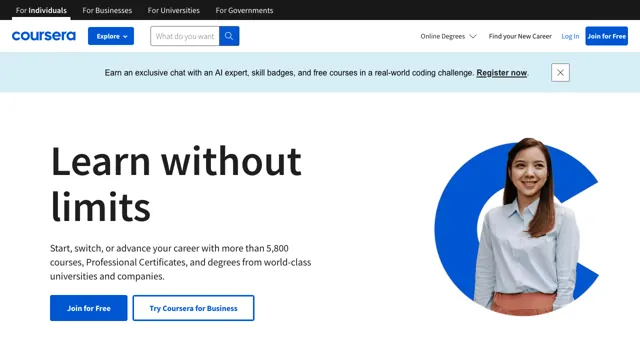 For Individuals For Businesses For Universities For Governments
coursera Explore What do you want Online Degrees Find your New Career Log In Join for Free
Earn an exclusive chat with an AI expert, skill badges, and free courses in a real-world coding challenge. Register now.
Learn without
limits
Start, switch, or advance your career with more than 5,800
courses, Professional Certificates, and degrees from world-class
universities and companies.
Join for Free Try Coursera for Business